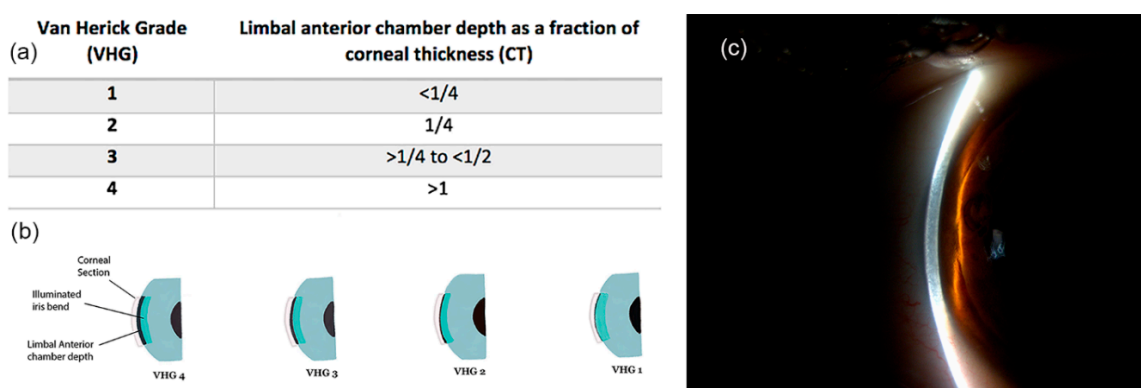 (a)
Van Herick Grade
(VHG)
Limbal anterior chamber depth as a fraction of
corneal thickness (CT)
1 <1/4
2 1/4
3 >1/4 to <1/2
4 >1
(b)
Corneal
Section
Illuminated
iris bend
Limbal Anterior
chamber depth
VHG 4
VHG 3
VHG 2
VHG 1
(c)